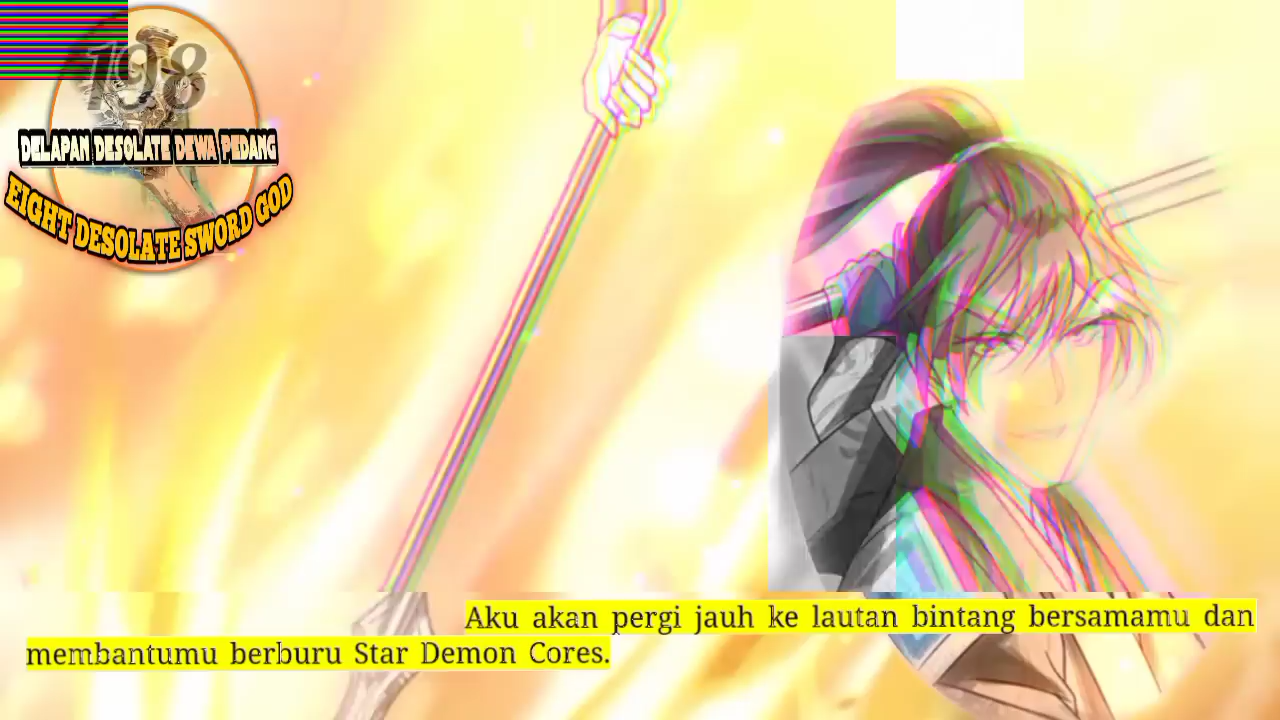 198
DELAPAN DESOLATE DEWA PEDANG
EIGHT DESOLATE SWORD GOD
Aku akan pergi jauh ke lautan bintang bersamamu dan
membantumu berburu Star Demon Cores.